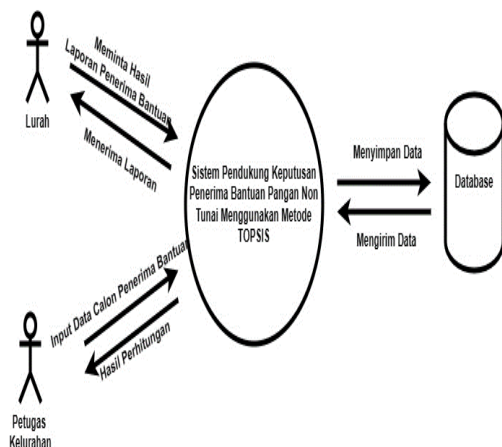 Meminta Hasil
Laporan Penerima Bantuan
Lurah
Menerima Laporan
Sistem Pendukung Keputusan
Penerima Bantuan Pangan Non
Tunai Menggunakan Metode
TOPSIS
Menyimpan Data
Database
Mengirim Data
Input Data Calon Penerima Bantuan
Hasil Perhitungan
Petugas
Kelurahan